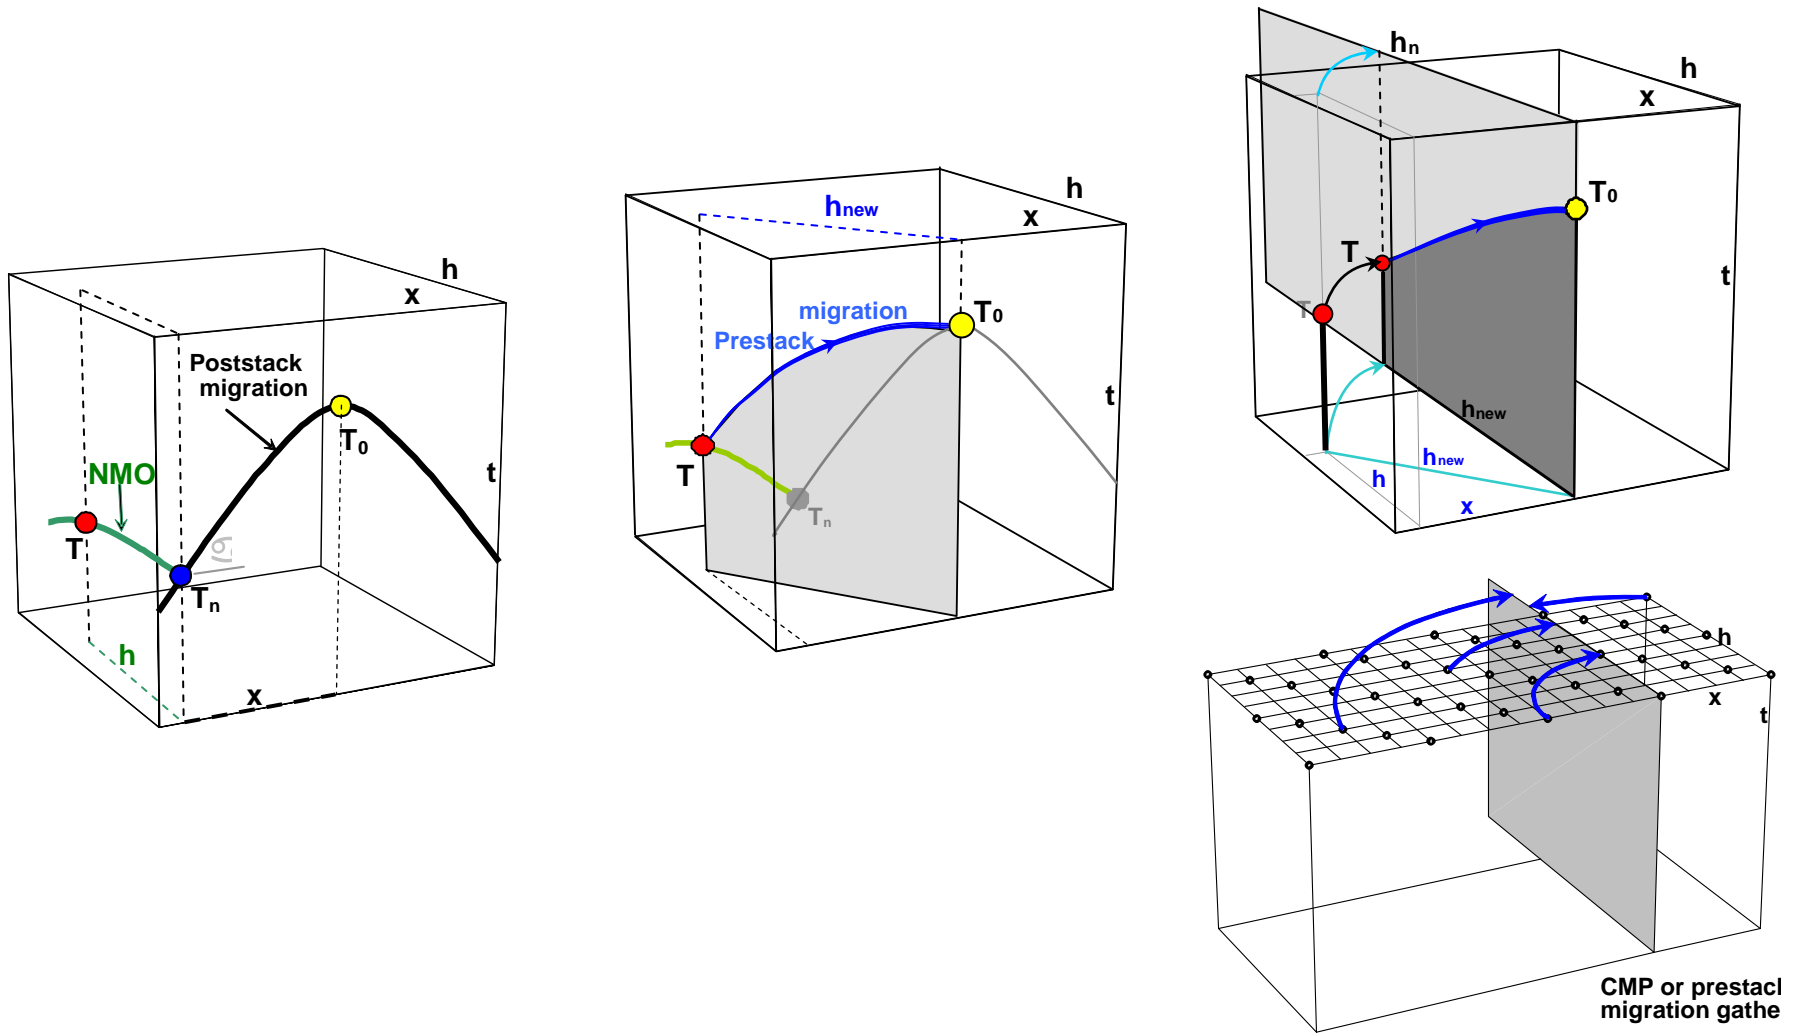 h
x
Poststack
migration
T0
NMO
t
T
Tn
h
x
h
hnew
x
migration
T0
Prestack
t
T
Tn
hn
h
x
T0
T
t
T
hnew
hnew
h
x
h
x
t
CMP or prestacl
migration gathe